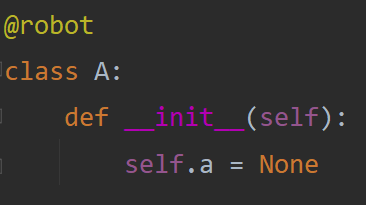 @robot
class A:
    def __init__(self):
        self.a = None